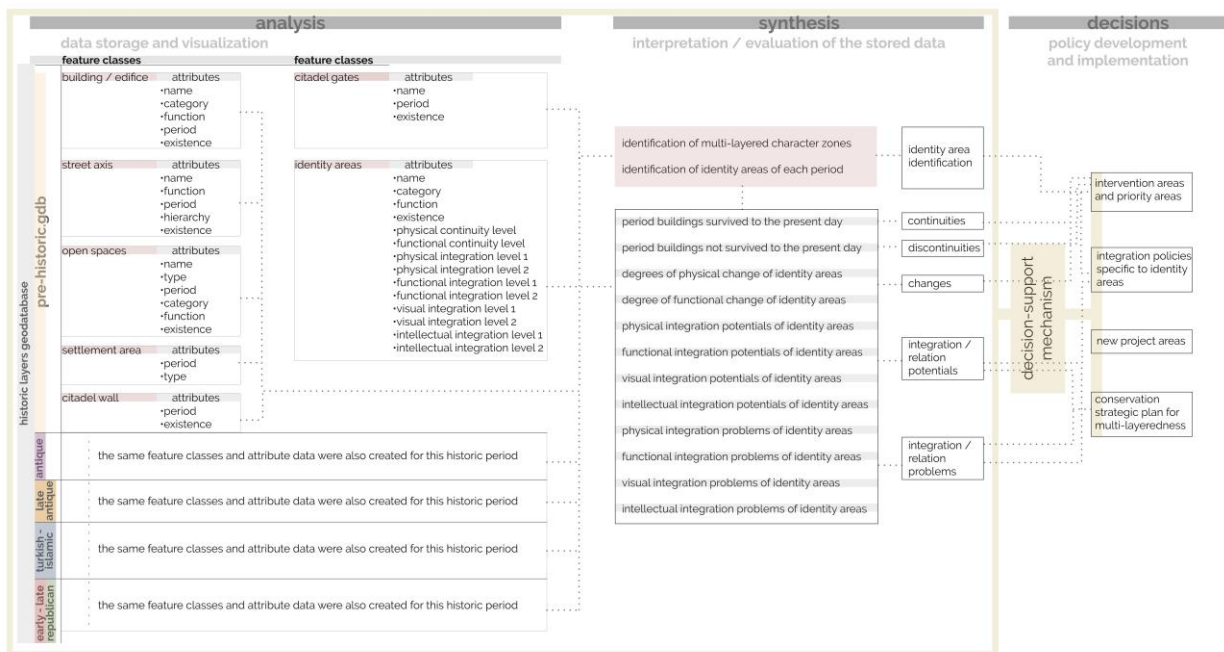 analysis
data storage and visualization
feature classes
feature classes
historic layers geodatabase
pre-historic.gdb
building / edifice
attributes
•name
•category
•function
•period
•existence
street axis
attributes
•name
•function
•period
•hierarchy
•existence
open spaces
attributes
•name
•type
•period
•category
•function
•existence
settlement area
attributes
•period
•type
citadel wall
attributes
•period
•existence
citadel gates
attributes
•name
•period
•existence
identity areas
attributes
•name
•category
•function
•existence
•physical continuity level
•functional continuity level
•physical integration level 1
•physical integration level 2
•functional integration level 1
•functional integration level 2
•visual integration level 1
•visual integration level 2
•intellectual integration level 1
•intellectual integration level 2
antique
the same feature classes and attribute data were also created for this historic period
late
antique
the same feature classes and attribute data were also created for this historic period
turkish -
islamic
the same feature classes and attribute data were also created for this historic period
early - late
republican
the same feature classes and attribute data were also created for this historic period
synthesis
interpretation / evaluation of the stored data
identification of multi-layered character zones
identification of identity areas of each period
period buildings survived to the present day
period buildings not survived to the present day
degrees of physical change of identity areas
degree of functional change of identity areas
physical integration potentials of identity areas
functional integration potentials of identity areas
visual integration potentials of identity areas
intellectual integration potentials of identity areas
physical integration problems of identity areas
functional integration problems of identity areas
visual integration problems of identity areas
intellectual integration problems of identity areas
identity area
identification
continuities
discontinuities
changes
integration /
relation
potentials
integration /
relation
problems
decisions
policy development
and implementation
decision-support
mechanism
intervention areas
and priority areas
integration policies
specific to identity
areas
new project areas
conservation
strategic plan for
multi-layeredness